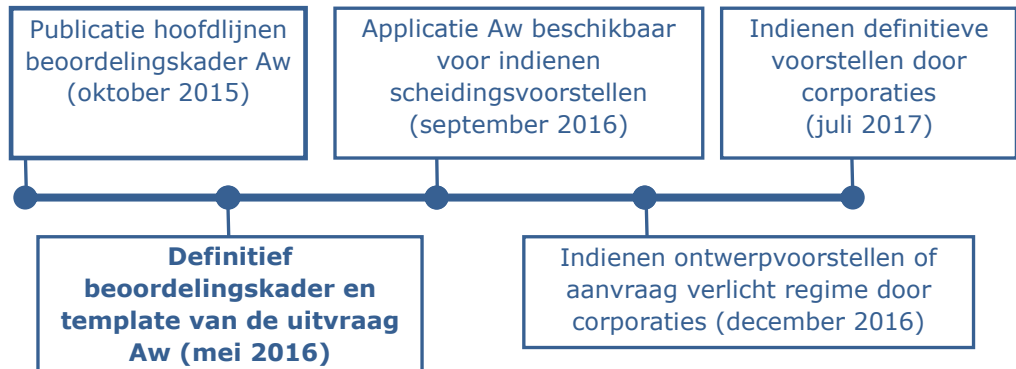 Publicatie hoofdlijnen
beoordelingskader Aw
(oktober 2015)
Applicatie Aw beschikbaar
voor indienen
scheidingsvoorstellen
(september 2016)
Indienen definitieve
voorstellen door
corporaties
(juli 2017)
Definitief
beoordelingskader en
template van de uitvraag
Aw (mei 2016)
Indienen ontwerpvoorstellen of
aanvraag verlicht regime door
corporaties (december 2016)